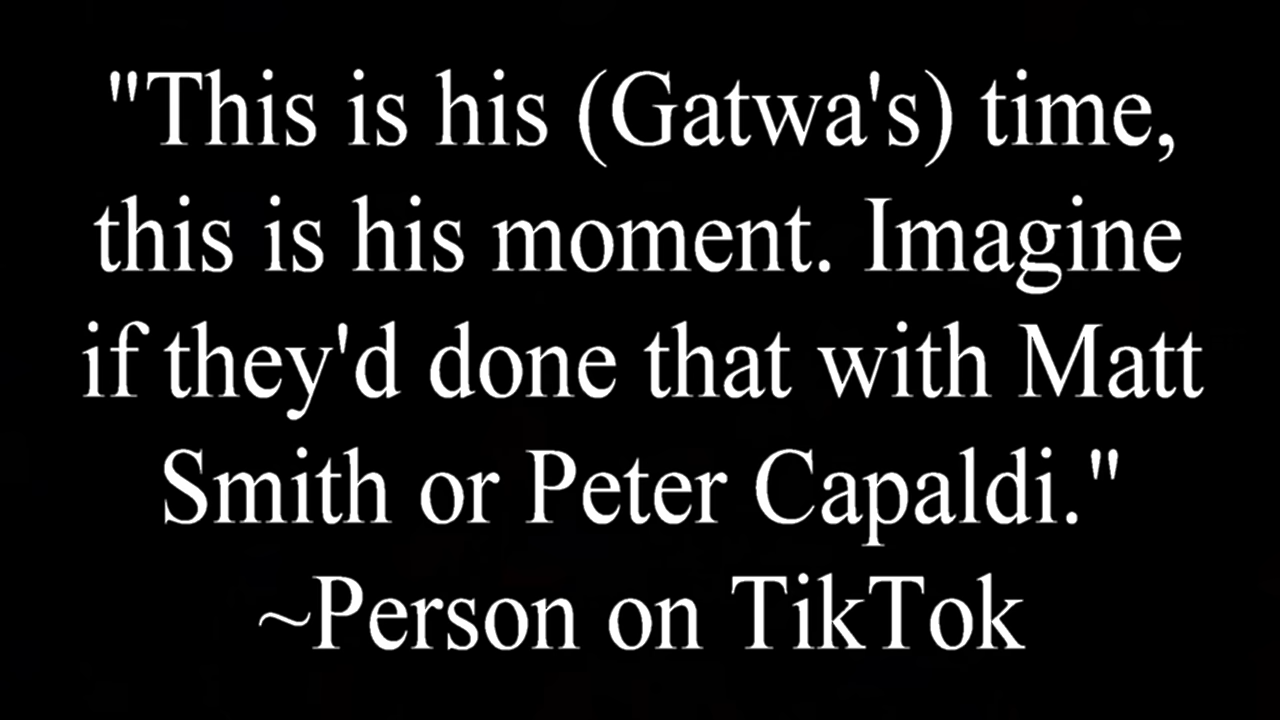 "This is his (Gatwa's) time,
this is his moment. Imagine
if they'd done that with Matt
Smith or Peter Capaldi."
~Person on TikTok